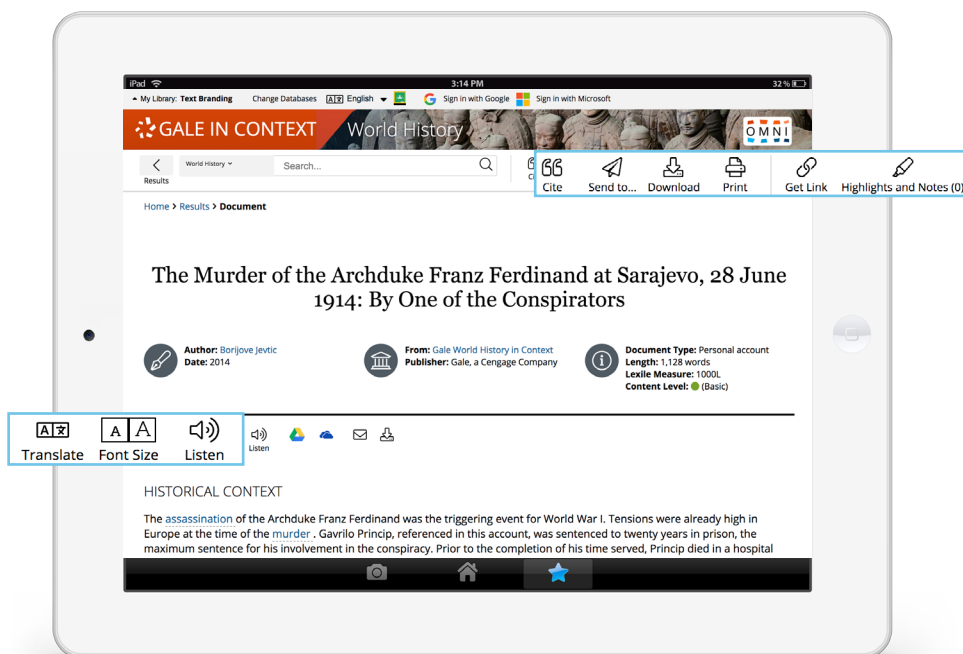 iPad 3:14 PM 32%
My Library: Text Branding Change Databases English Sign in with Google Sign in with Microsoft
GALE IN CONTEXT World History OMNI
World History Search...
Results
Cite Send to... Download Print Get Link Highlights and Notes (0)
Home > Results > Document
The Murder of the Archduke Franz Ferdinand at Sarajevo, 28 June
1914: By One of the Conspirators
Author: Borijove Jevtic
Date: 2014
From: Gale World History in Context
Publisher: Gale, a Cengage Company
Document Type: Personal account
Length: 1,128 words
Lexile Measure: 1000L
Content Level: (Basic)
Translate Font Size Listen
Listen
HISTORICAL CONTEXT
The assassination of the Archduke Franz Ferdinand was the triggering event for World War I. Tensions were already high in
Europe at the time of the murder . Gavrilo Princip, referenced in this account, was sentenced to twenty years in prison, the
maximum sentence for his involvement in the conspiracy. Prior to the completion of his time served, Princip died in a hospital